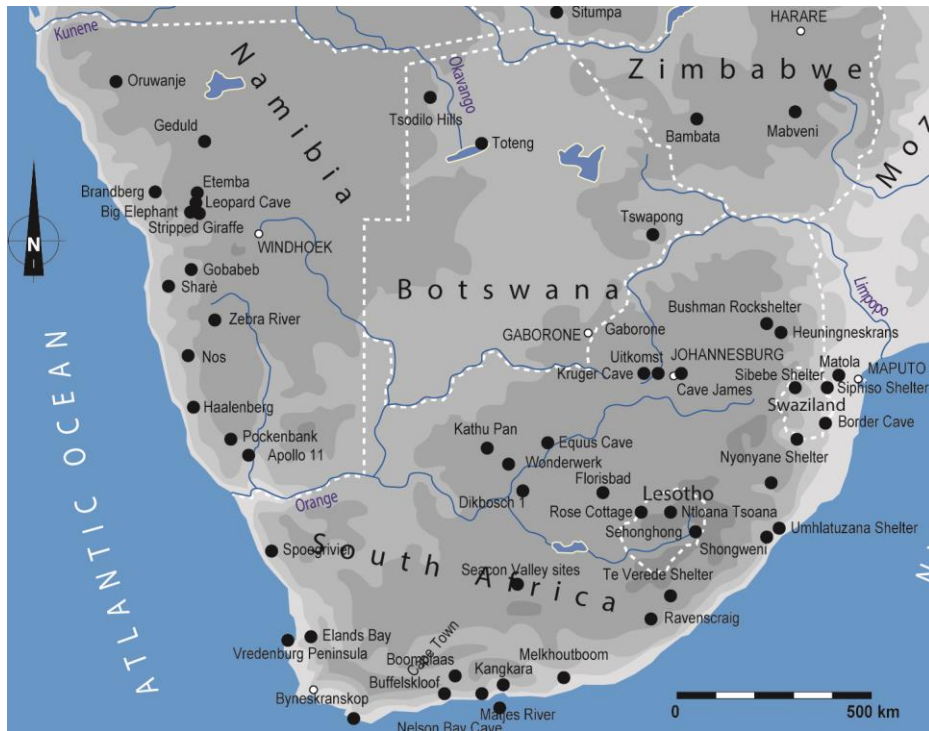 Situmpa
HARARE
Kunene
Namibia
Okavango
Zimbabwe
Oruwanje
Tsodilo Hills
Bambata
Mabveni
Moz
Geduld
Toteng
Brandberg
Etemba
Leopard Cave
Big Elephant
Stripped Giraffe
WINDHOEK
Tswapong
N
Gobabeb
Sharè
Botswana
Limpopo
Zebra River
Bushman Rockshelter
Heuningneskrans
GABORONE
Gaborone
Nos
Uitkomst
JOHANNESBURG
Matola
MAPUTO
Kruger Cave
Cave James
Sibebe Shelter
Siphiso Shelter
Swaziland
Haalenberg
Border Cave
Pockenbank
Kathu Pan
Equus Cave
Nyonyane Shelter
Apollo 11
Wonderwerk
Florisbad
Orange
Dikbosch 1
Lesotho
Rose Cottage
Ntloana Tsoana
Umhlatuzana Shelter
Sehonghong
Shongweni
ATLANTIC OCEAN
Spoegrivier
South Africa
Seacon Valley sites
Te Verede Shelter
Ravenscraig
Elands Bay
Vredenburg Peninsula
Cape Town
Boomplaas
Kangkara
Melkhoutboom
Byneskranskop
Buffelskloof
Matjes River
Nelson Bay Cave
0 500 km